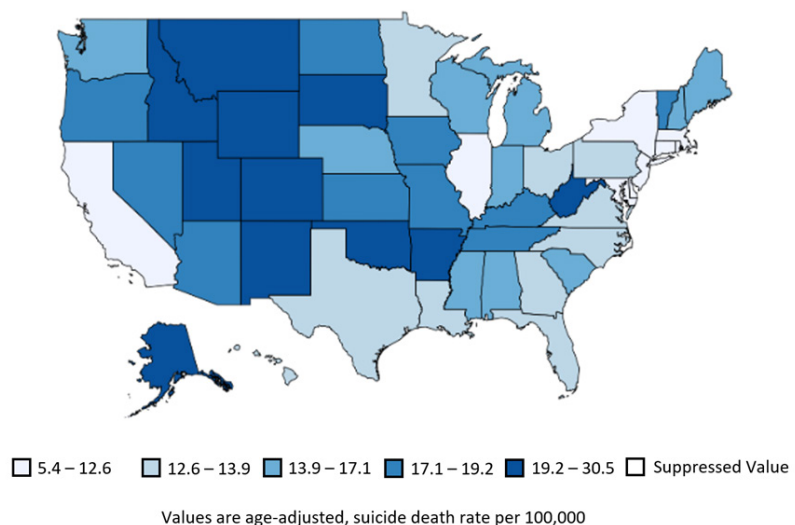 5.4 – 12.6 12.6 – 13.9 13.9 – 17.1 17.1 – 19.2 19.2 – 30.5 Suppressed Value
Values are age-adjusted, suicide death rate per 100,000